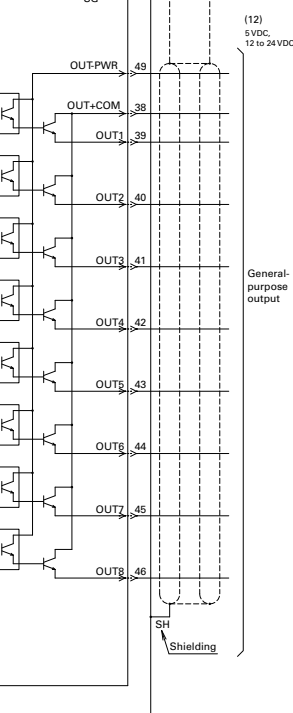 (12)
5 VDC,
12 to 24 VDC
OUT-PWR 49
OUT+COM 38
OUT1 39
OUT2 40
OUT3 41
General-
purpose
output
OUT4 42
OUT5 43
OUT6 44
OUT7 45
OUT8 46
SH
Shielding